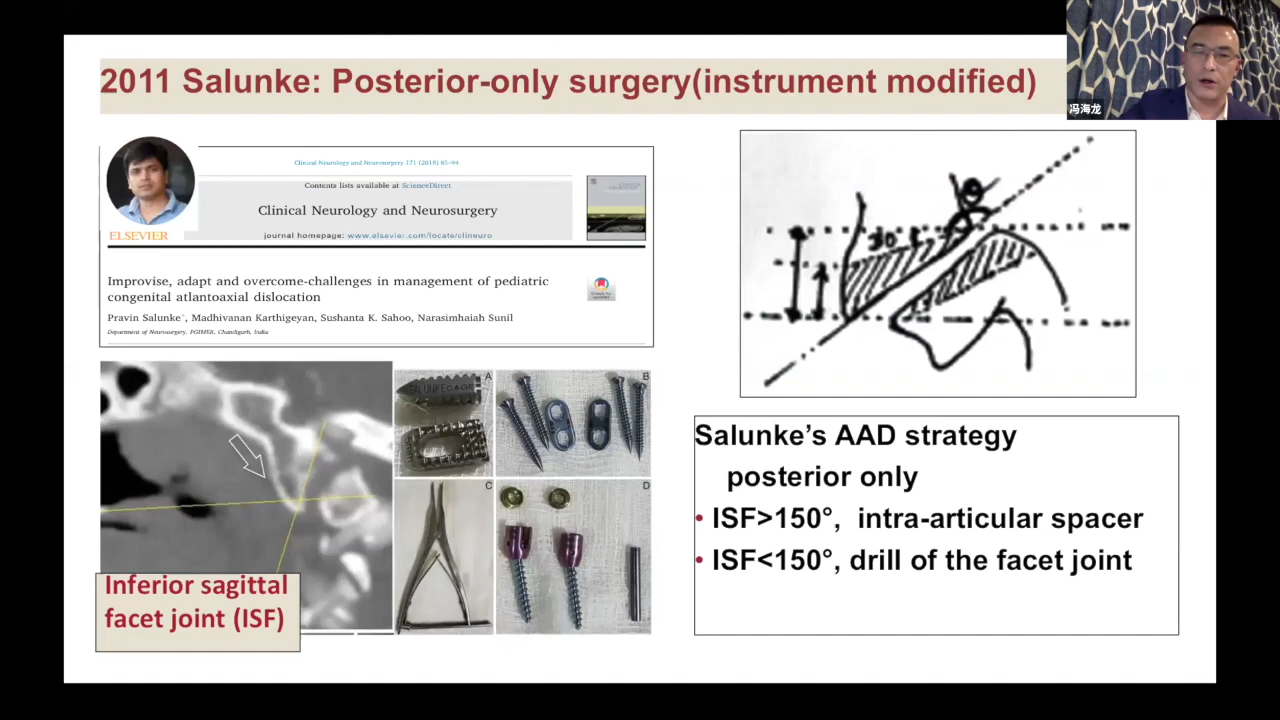 2011 Salunke: Posterior-only surgery(instrument modified)
冯海龙
Clinical Neurology and Neurosurgery 171 (2018) 85–94
Contents lists available at ScienceDirect
Clinical Neurology and Neurosurgery
journal homepage: www.elsevier.com/locate/clineuro
ELSEVIER
Improvise, adapt and overcome-challenges in management of pediatric
congenital atlantoaxial dislocation
Check for
updates
Pravin Salunke*, Madhivanan Karthigeyan, Sushanta K. Sahoo, Narasimhaiah Sunil
Department of Neurosurgery, PGIMER, Chandigarh, India
A
SALUNKECAGE
B
C
D
Inferior sagittal
facet joint (ISF)
θ
Salunke’s AAD strategy
posterior only
• ISF>150°, intra-articular spacer
• ISF<150°, drill of the facet joint